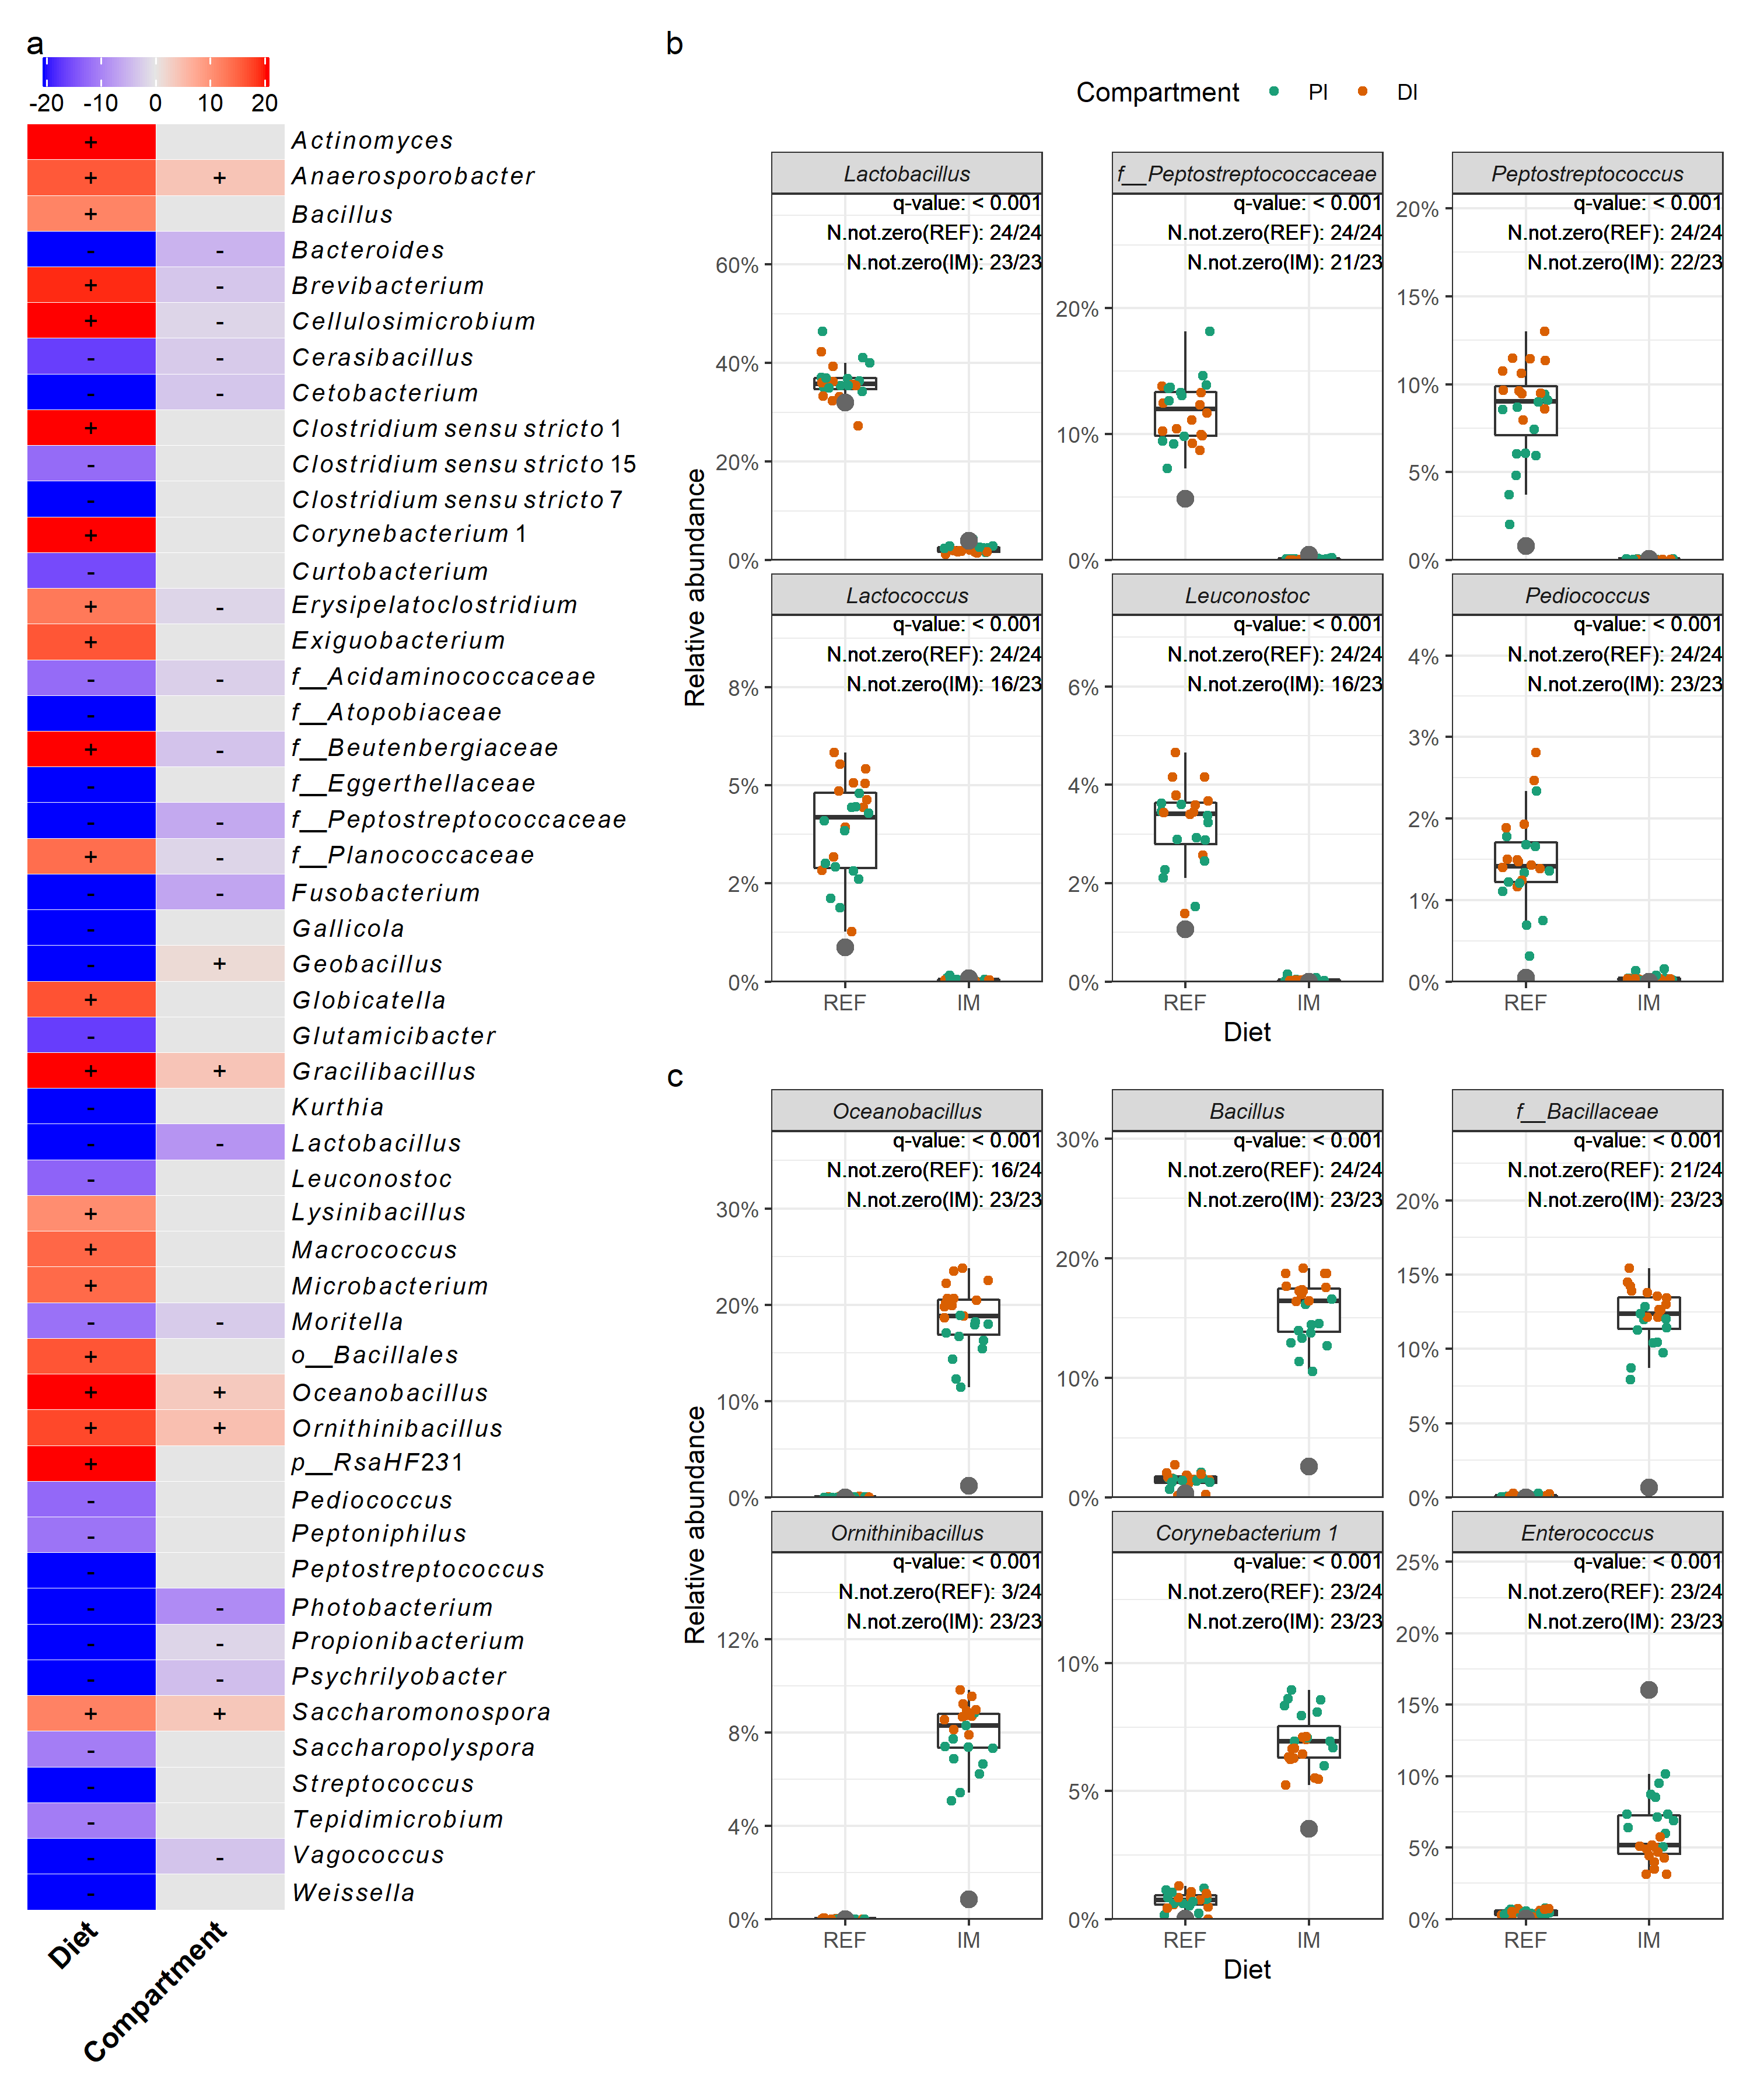 a
-20 -10 0 10 20
+ Actinomyces
+ + Anaerosporobacter
+ Bacillus
- - Bacteroides
+ - Brevibacterium
+ - Cellulosimicrobium
- - Cerasibacillus
- - Cetobacterium
+ Clostridium sensu stricto 1
- Clostridium sensu stricto 15
- Clostridium sensu stricto 7
+ Corynebacterium 1
- Curtobacterium
+ - Erysipelatoclostridium
+ Exiguobacterium
- - f__Acidaminococcaceae
- f__Atopobiaceae
+ - f__Beutenbergiaceae
- f__Eggerthellaceae
- - f__Peptostreptococcaceae
+ - f__Planococcaceae
- - Fusobacterium
- Gallicola
- + Geobacillus
+ Globicatella
- Glutamicibacter
+ + Gracilibacillus
- Kurthia
- - Lactobacillus
- Leuconostoc
+ Lysinibacillus
+ Macrococcus
+ Microbacterium
- - Moritella
+ o__Bacillales
+ + Oceanobacillus
+ + Ornithinibacillus
+ p__RsaHF231
- Pediococcus
- Peptoniphilus
- Peptostreptococcus
- - Photobacterium
- - Propionibacterium
- - Psychrilyobacter
+ + Saccharomonospora
- Saccharopolyspora
- Streptococcus
- Tepidimicrobium
- - Vagococcus
- Weissella
Diet
Compartment
b
Compartment PI DI
Relative abundance
Lactobacillus
q-value: < 0.001
N.not.zero(REF): 24/24
N.not.zero(IM): 23/23
60%
40%
20%
0%
f__Peptostreptococcaceae
q-value: < 0.001
N.not.zero(REF): 24/24
N.not.zero(IM): 21/23
20%
10%
0%
Peptostreptococcus
q-value: < 0.001
N.not.zero(REF): 24/24
N.not.zero(IM): 22/23
20%
15%
10%
5%
0%
Lactococcus
q-value: < 0.001
N.not.zero(REF): 24/24
N.not.zero(IM): 16/23
8%
5%
2%
0%
REF IM
Leuconostoc
q-value: < 0.001
N.not.zero(REF): 24/24
N.not.zero(IM): 16/23
6%
4%
2%
0%
REF IM
Pediococcus
q-value: < 0.001
N.not.zero(REF): 24/24
N.not.zero(IM): 23/23
4%
3%
2%
1%
0%
REF IM
Diet
c
Relative abundance
Oceanobacillus
q-value: < 0.001
N.not.zero(REF): 16/24
N.not.zero(IM): 23/23
30%
20%
10%
0%
Bacillus
q-value: < 0.001
N.not.zero(REF): 24/24
N.not.zero(IM): 23/23
30%
20%
10%
0%
f__Bacillaceae
q-value: < 0.001
N.not.zero(REF): 21/24
N.not.zero(IM): 23/23
20%
15%
10%
5%
0%
Ornithinibacillus
q-value: < 0.001
N.not.zero(REF): 3/24
N.not.zero(IM): 23/23
12%
8%
4%
0%
REF IM
Corynebacterium 1
q-value: < 0.001
N.not.zero(REF): 23/24
N.not.zero(IM): 23/23
10%
5%
0%
REF IM
Enterococcus
q-value: < 0.001
N.not.zero(REF): 23/24
N.not.zero(IM): 23/23
25%
20%
15%
10%
5%
0%
REF IM
Diet